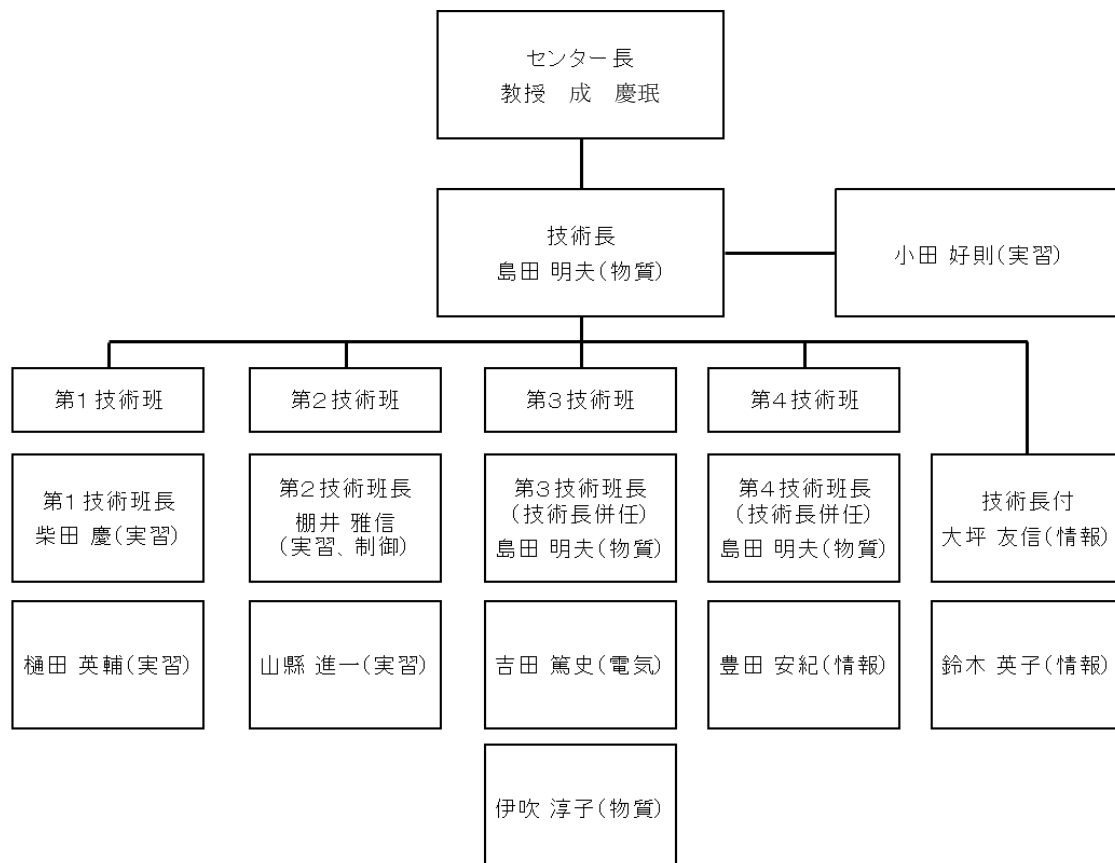 センター長
教授　成　慶珉
技術長
島田 明夫(物質)
小田 好則(実習)
第1技術班
第2技術班
第3技術班
第4技術班
第1技術班長
柴田 慶(実習)
第2技術班長
棚井 雅信
(実習、制御)
第3技術班長
(技術長併任)
島田 明夫(物質)
第4技術班長
(技術長併任)
島田 明夫(物質)
技術長付
大坪 友信(情報)
樋田 英輔(実習)
山縣 進一(実習)
吉田 篤史(電気)
豊田 安紀(情報)
鈴木 英子(情報)
伊吹 淳子(物質)